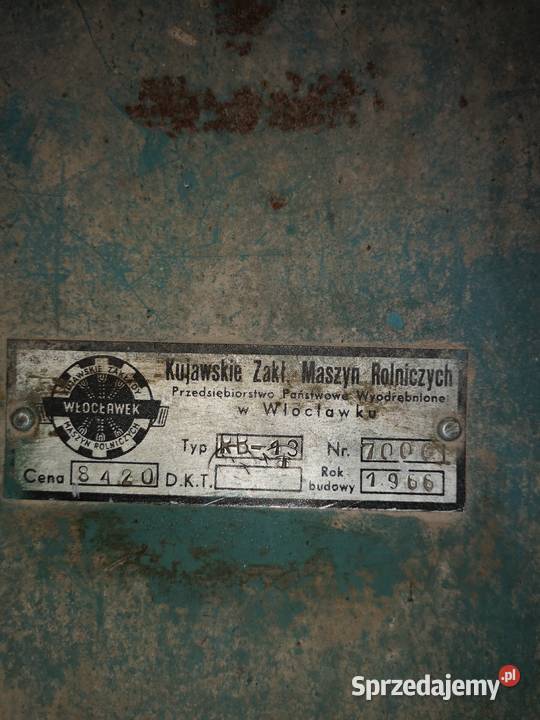 Kujawskie Zakł. Maszyn Rolniczych
Przedsiębiorstwo Państwowe Wyodrębnione
w Włocławku
KUJAWSKIE ZAKŁADY
WŁOCŁAWEK
MASZYN ROLNICZYCH
Typ
Nr.
Cena 8420 D.K.T. Rok budowy 1966
Sprzedajemy.pl